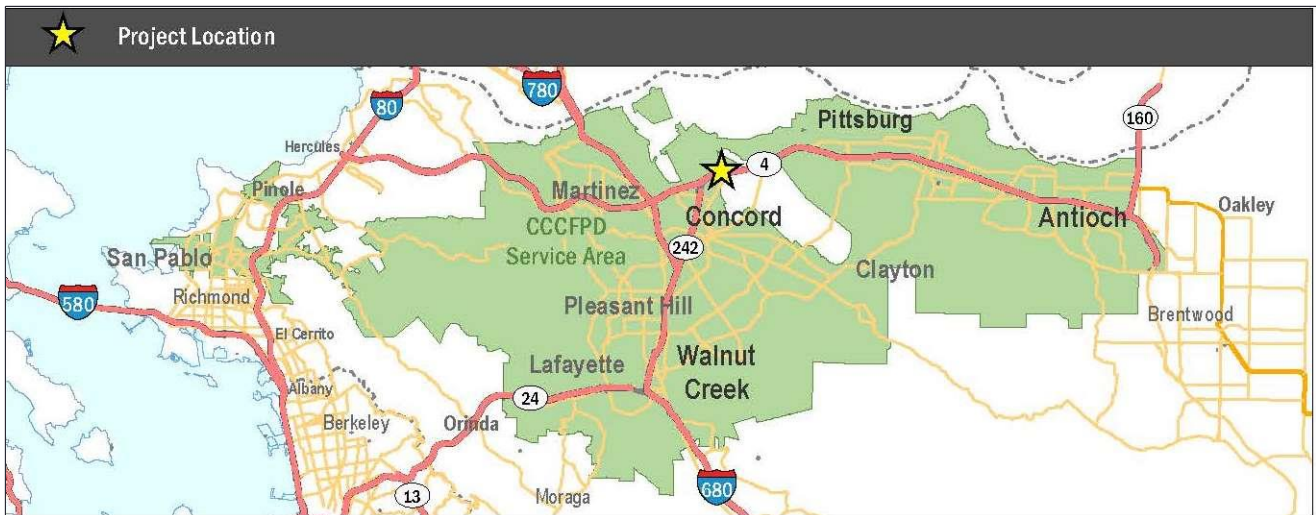 Project Location
780
80
160
Pittsburg
Hercules
4
Pinole
Martinez
Oakley
Concord
Antioch
CCCFPD
Service Area
242
San Pablo
Clayton
Richmond
580
Pleasant Hill
Brentwood
El Cerrito
Lafayette
Walnut
Creek
Albany
24
Berkeley
Orinda
680
13
Moraga